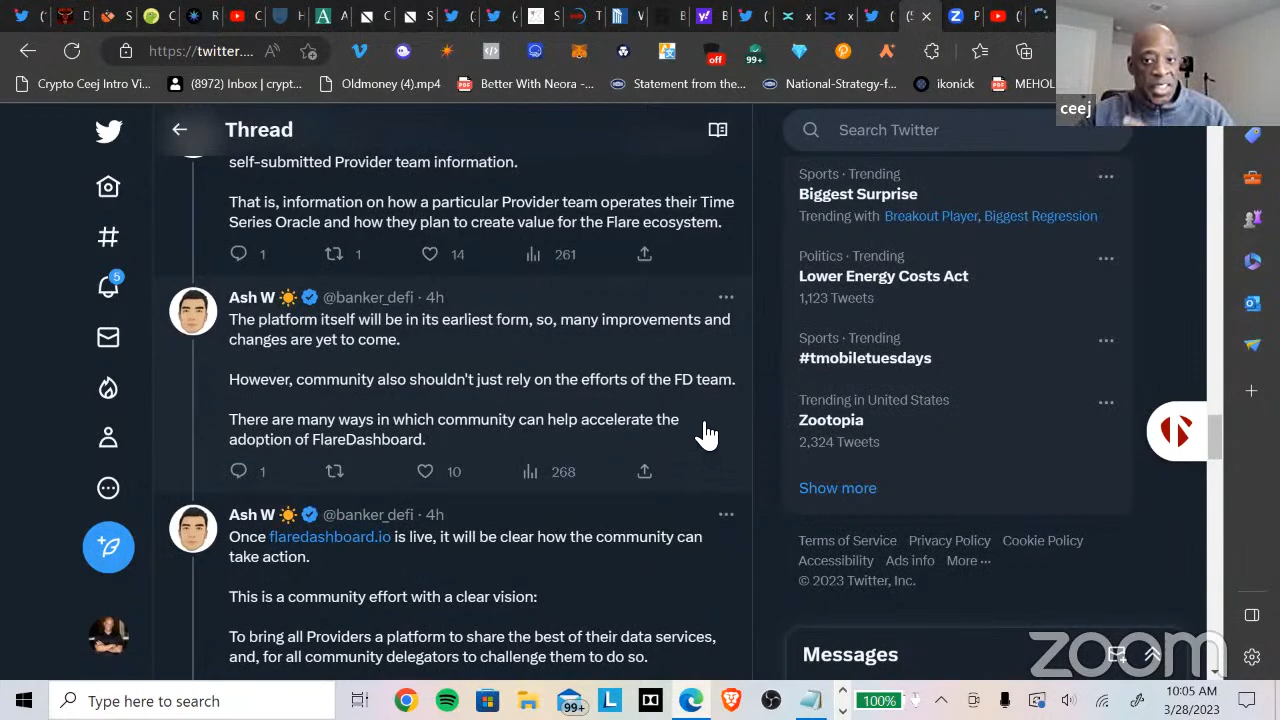 https://twitter....
off
99+
Crypto Ceej Intro Vi...
(8972) Inbox | crypt...
Oldmoney (4).mp4
Better With Neora -...
Statement from the...
National-Strategy-f...
ikonick
MEHOL
ceej
Thread
self-submitted Provider team information.
That is, information on how a particular Provider team operates their Time
Series Oracle and how they plan to create value for the Flare ecosystem.
1 1 14 261
Ash W @banker_defi · 4h
The platform itself will be in its earliest form, so, many improvements and
changes are yet to come.
However, community also shouldn't just rely on the efforts of the FD team.
There are many ways in which community can help accelerate the
adoption of FlareDashboard.
1 10 268
Ash W @banker_defi · 4h
Once flaredashboard.io is live, it will be clear how the community can
take action.
This is a community effort with a clear vision:
To bring all Providers a platform to share the best of their data services,
and, for all community delegators to challenge them to do so.
5
Search Twitter
Sports · Trending
Biggest Surprise
Trending with Breakout Player, Biggest Regression
Politics · Trending
Lower Energy Costs Act
1,123 Tweets
Sports · Trending
#tmobiletuesdays
Trending in United States
Zootopia
2,324 Tweets
Show more
Terms of Service Privacy Policy Cookie Policy
Accessibility Ads info More ···
© 2023 Twitter, Inc.
Messages
zoom
Type here to search
99+
100%
10:05 AM
3/28/2023